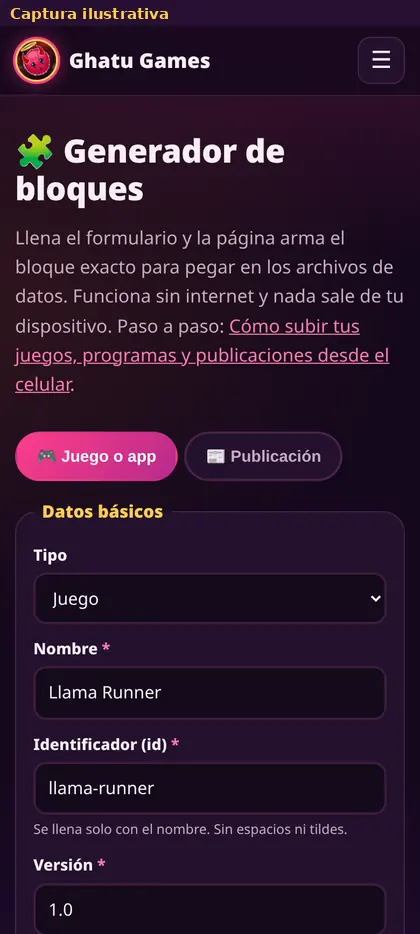 Captura ilustrativa
Ghatu Games
Generador de
bloques
Llena el formulario y la página arma el
bloque exacto para pegar en los archivos de
datos. Funciona sin internet y nada sale de tu
dispositivo. Paso a paso: Cómo subir tus
juegos, programas y publicaciones desde el
celular.
Juego o app
Publicación
Datos básicos
Tipo
Juego
Nombre *
Llama Runner
Identificador (id) *
llama-runner
Se llena solo con el nombre. Sin espacios ni tildes.
Versión *
1.0